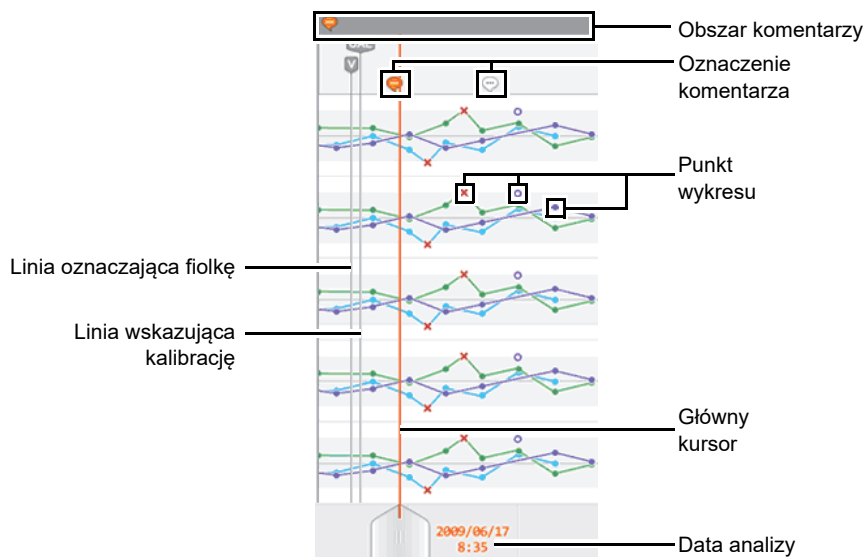 Obszar komentarzy
Oznaczenie
komentarza
CAL
V
Punkt
wykresu
Linia oznaczająca fiolkę
Linia wskazująca
kalibrację
Główny
kursor
2009/06/17
8:35
Data analizy